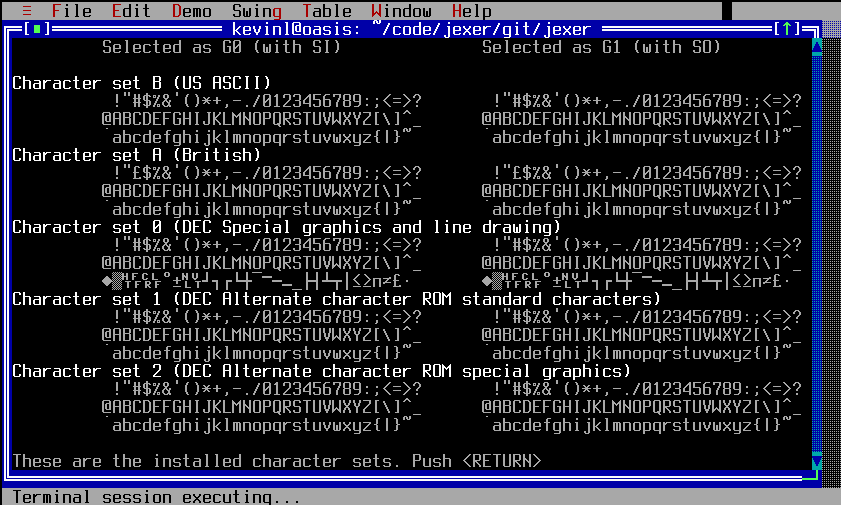 ≡ File Edit Demo Swing Table Window Help
[■] kevinl@oasis: ~/code/jexer/git/jexer [↑]
Selected as G0 (with SI) Selected as G1 (with SO)
Character set B (US ASCII)
!"#$%&'()*+,-./0123456789:;<=>? !"#$%&'()*+,-./0123456789:;<=>?
@ABCDEFGHIJKLMNOPQRSTUVWXYZ[\]^_ @ABCDEFGHIJKLMNOPQRSTUVWXYZ[\]^_
`abcdefghijklmnopqrstuvwxyz{|}~ `abcdefghijklmnopqrstuvwxyz{|}~
Character set A (British)
!"£$%&'()*+,-./0123456789:;<=>? !"£$%&'()*+,-./0123456789:;<=>?
@ABCDEFGHIJKLMNOPQRSTUVWXYZ[\]^_ @ABCDEFGHIJKLMNOPQRSTUVWXYZ[\]^_
`abcdefghijklmnopqrstuvwxyz{|}~ `abcdefghijklmnopqrstuvwxyz{|}~
Character set 0 (DEC Special graphics and line drawing)
!"#$%&'()*+,-./0123456789:;<=>? !"#$%&'()*+,-./0123456789:;<=>?
@ABCDEFGHIJKLMNOPQRSTUVWXYZ[\]^_ @ABCDEFGHIJKLMNOPQRSTUVWXYZ[\]^_
◆▒␉␌␍␊°±␤␋┘┐┌└┼⎺⎻─⎼⎽├┤┴┬│≤≥π≠£· ◆▒␉␌␍␊°±␤␋┘┐┌└┼⎺⎻─⎼⎽├┤┴┬│≤≥π≠£·
Character set 1 (DEC Alternate character ROM standard characters)
!"#$%&'()*+,-./0123456789:;<=>? !"#$%&'()*+,-./0123456789:;<=>?
@ABCDEFGHIJKLMNOPQRSTUVWXYZ[\]^_ @ABCDEFGHIJKLMNOPQRSTUVWXYZ[\]^_
`abcdefghijklmnopqrstuvwxyz{|}~ `abcdefghijklmnopqrstuvwxyz{|}~
Character set 2 (DEC Alternate character ROM special graphics)
!"#$%&'()*+,-./0123456789:;<=>? !"#$%&'()*+,-./0123456789:;<=>?
@ABCDEFGHIJKLMNOPQRSTUVWXYZ[\]^_ @ABCDEFGHIJKLMNOPQRSTUVWXYZ[\]^_
`abcdefghijklmnopqrstuvwxyz{|}~ `abcdefghijklmnopqrstuvwxyz{|}~
These are the installed character sets. Push <RETURN>
Terminal session executing...